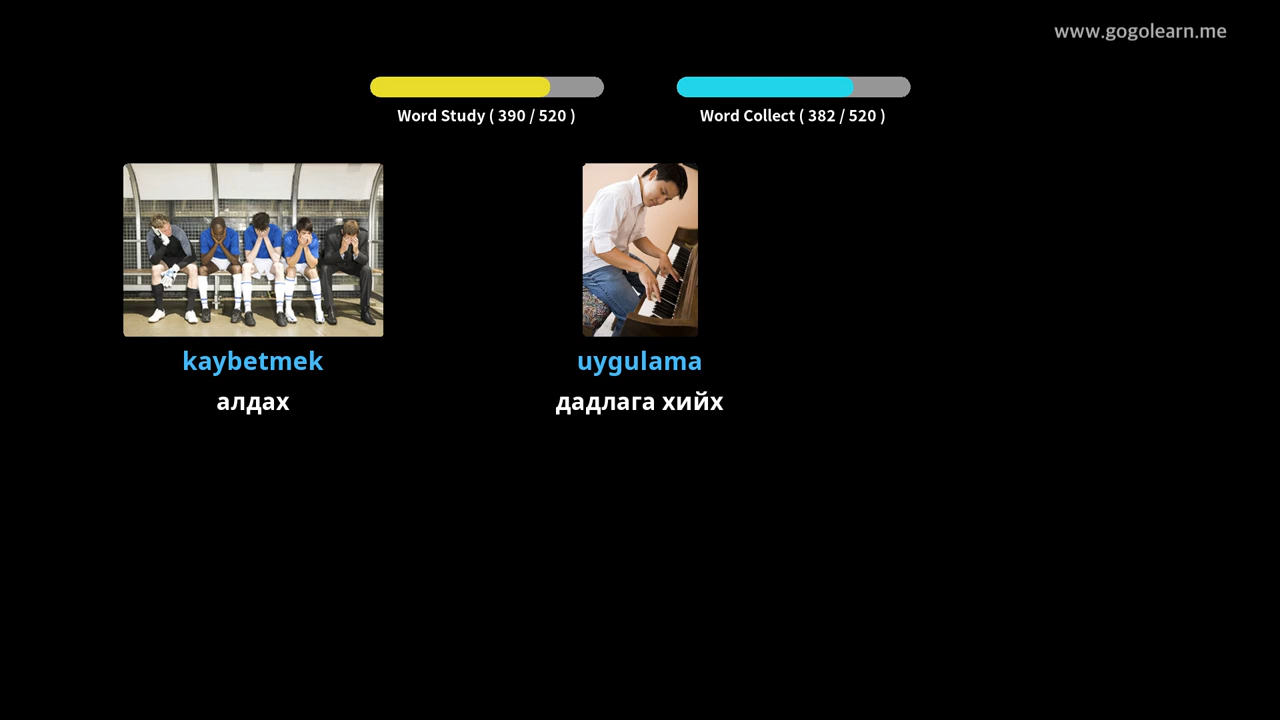 www.gogolearn.me
Word Study ( 390 / 520 )
Word Collect ( 382 / 520 )
kaybetmek
алдах
uygulama
дадлага хийх